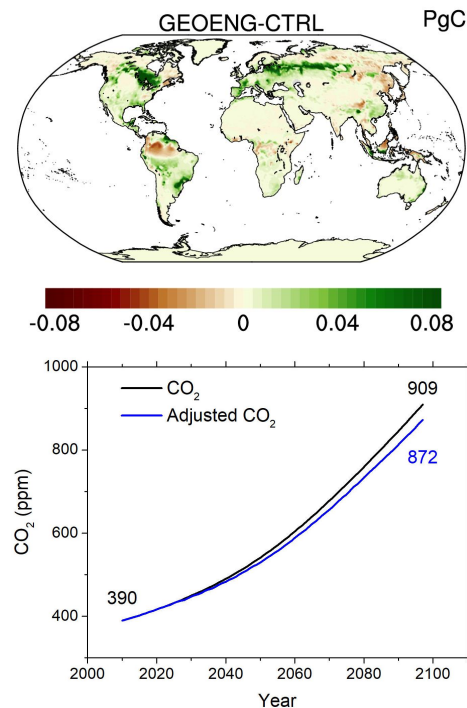 GEOENG-CTRL PgC
-0.08 -0.04 0 0.04 0.08
1000
CO₂ 909
Adjusted CO₂
800 872
CO₂ (ppm)
600
390
400
2000 2020 2040 2060 2080 2100
Year